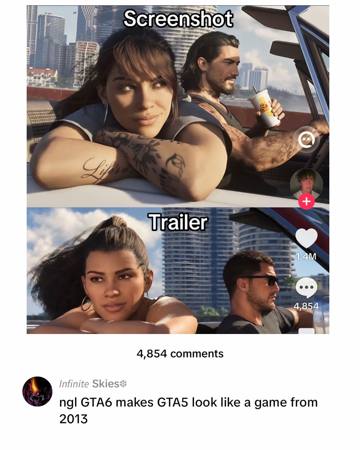 Screenshot
Trailer
1.4M
4,854
4,854 comments
Infinite Skies❄
ngl GTA6 makes GTA5 look like a game from
2013